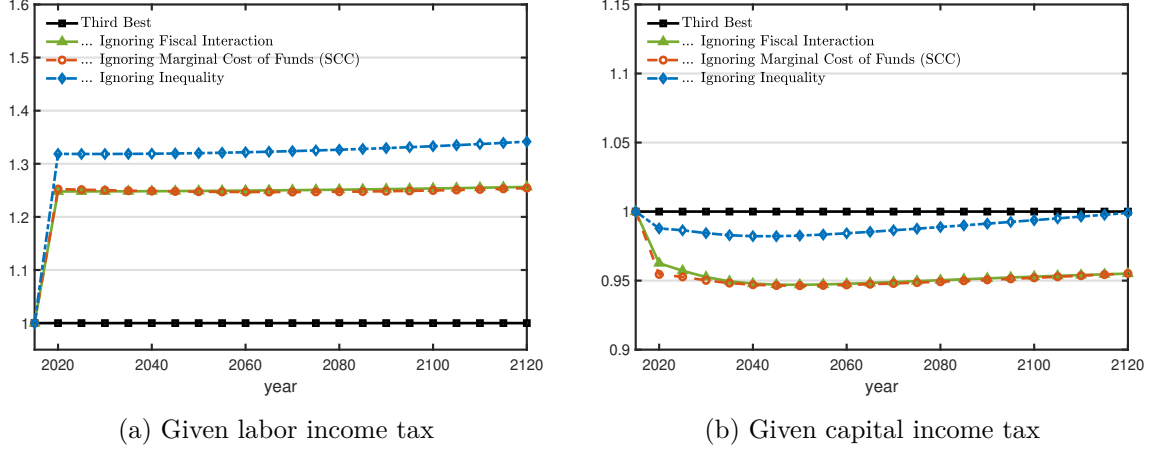 1.6
1.5
1.4
1.3
1.2
1.1
1
Third Best
... Ignoring Fiscal Interaction
... Ignoring Marginal Cost of Funds (SCC)
... Ignoring Inequality
2020 2040 2060 2080 2100 2120
year
(a) Given labor income tax
1.15
1.1
1.05
1
0.95
0.9
Third Best
... Ignoring Fiscal Interaction
... Ignoring Marginal Cost of Funds (SCC)
... Ignoring Inequality
2020 2040 2060 2080 2100 2120
year
(b) Given capital income tax